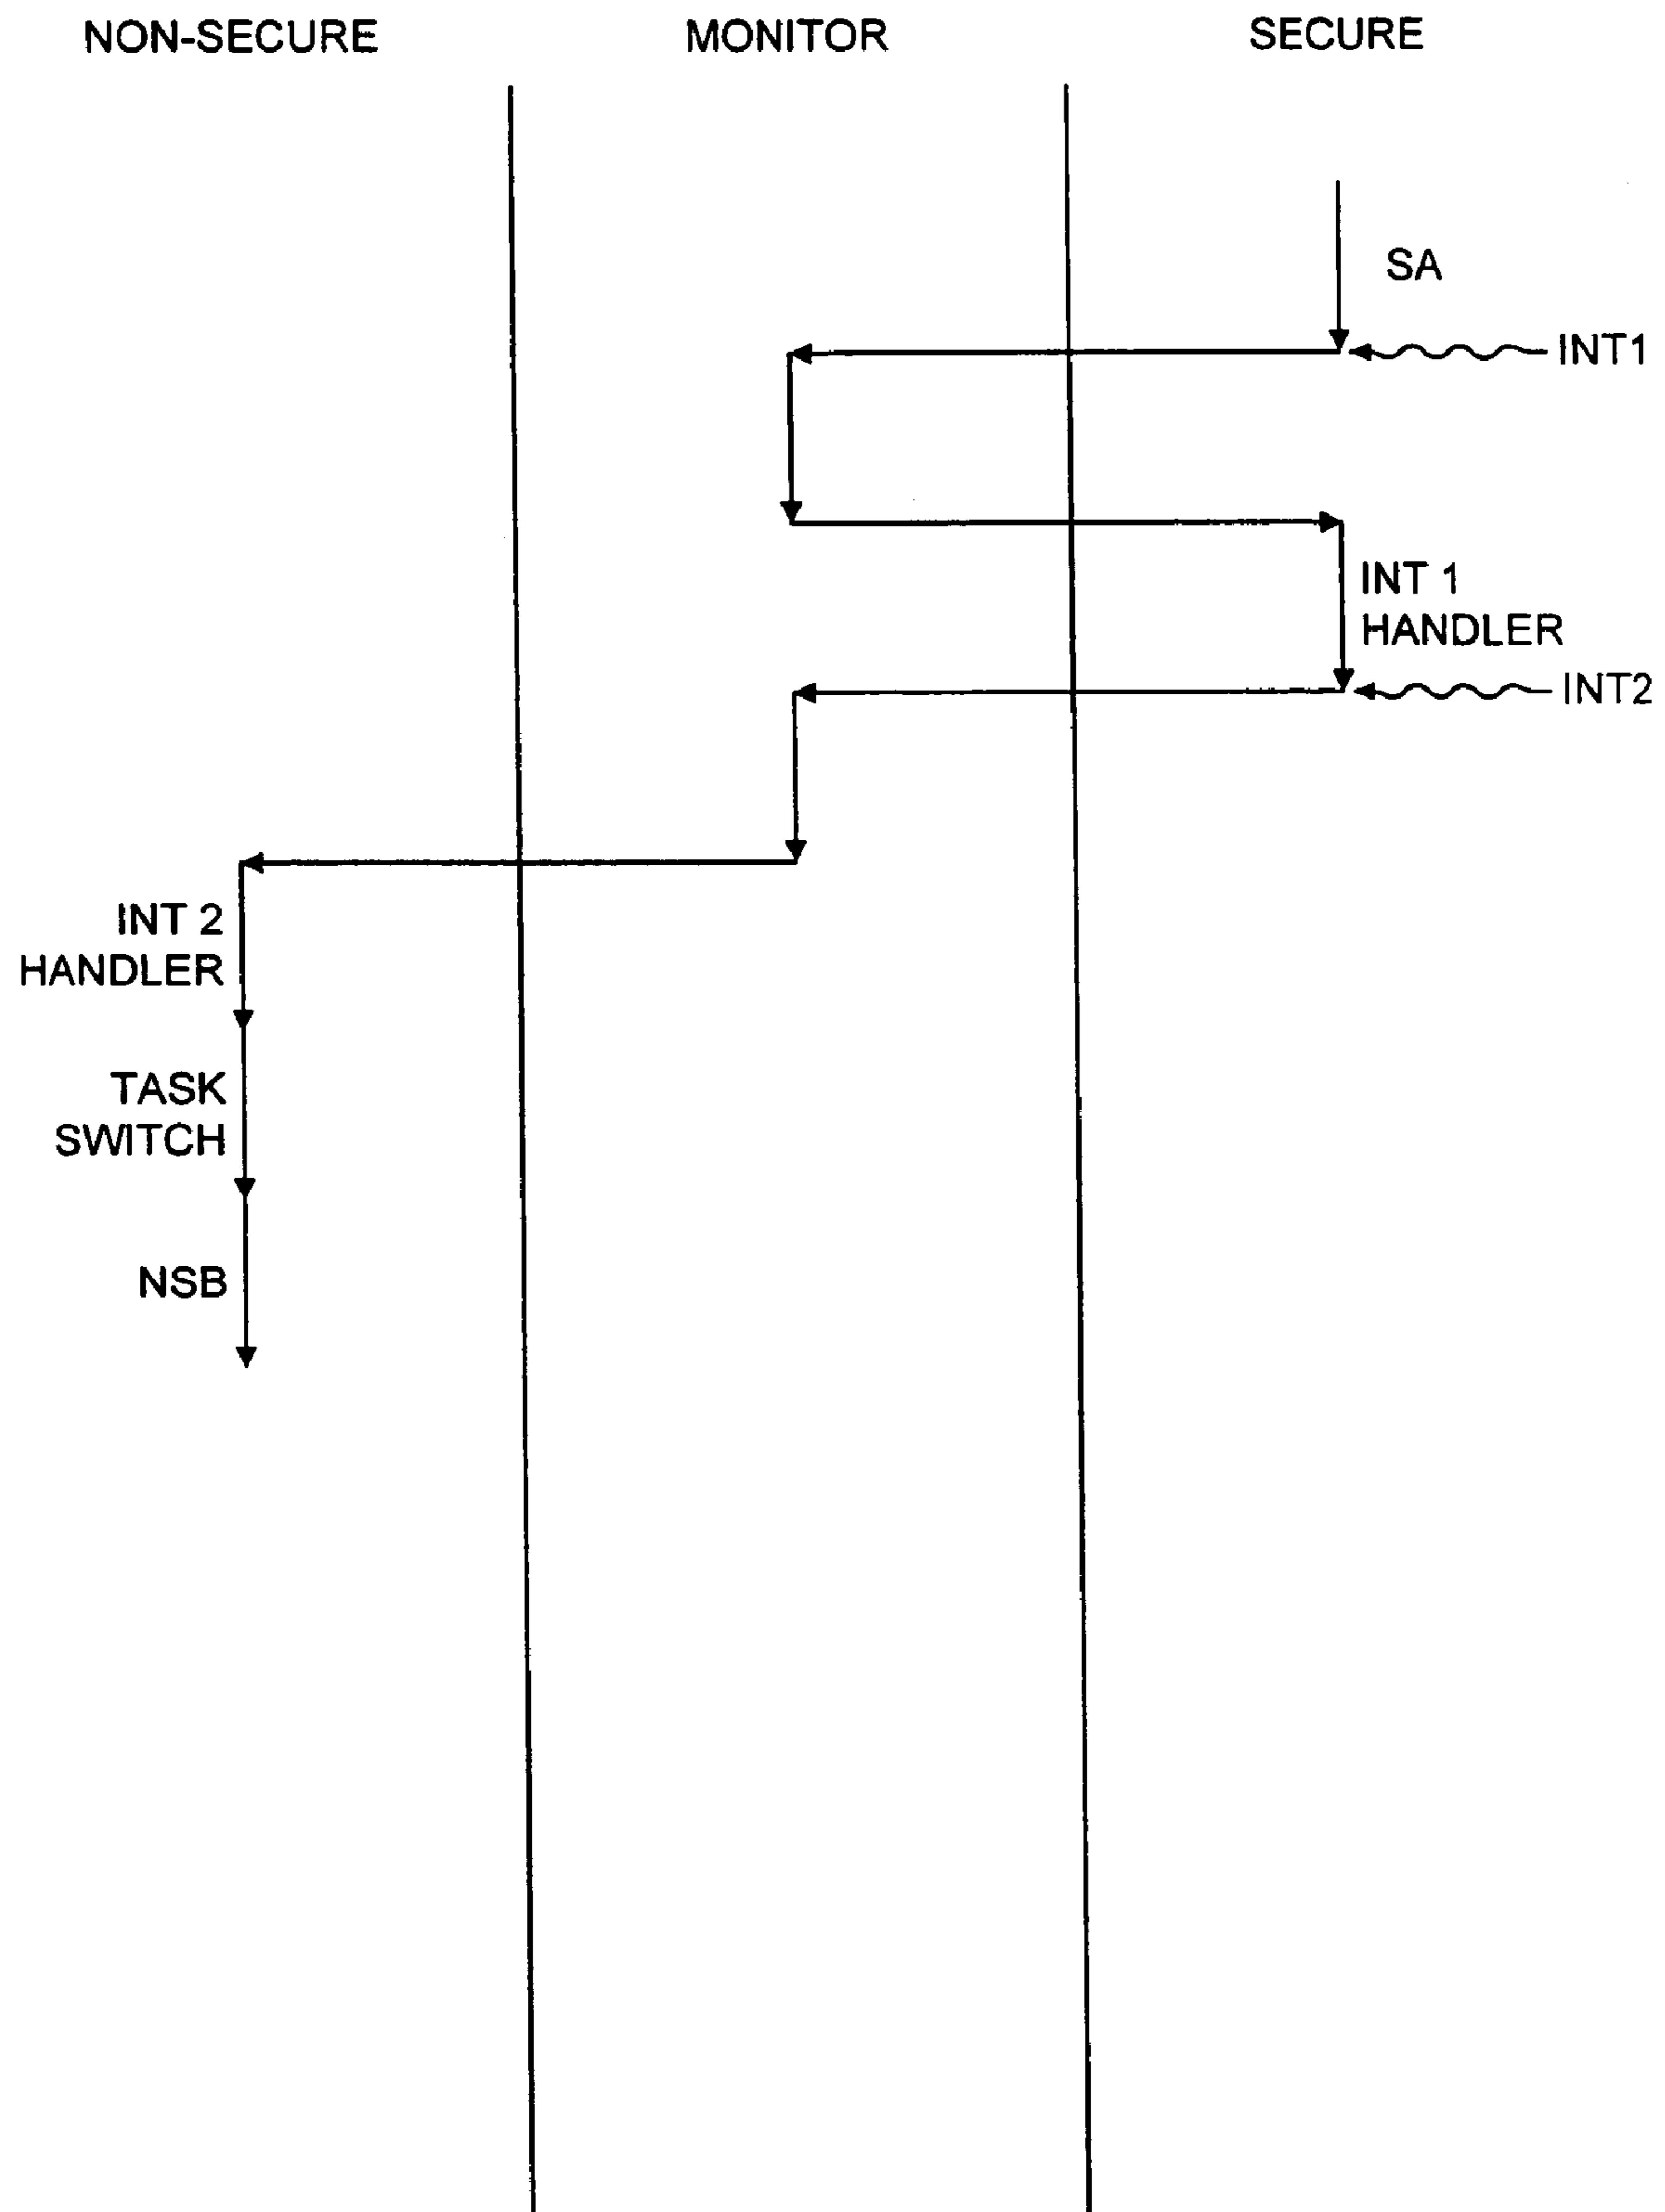 NON-SECURE
MONITOR
SECURE
SA
INT1
INT 1
HANDLER
INT2
INT 2
HANDLER
TASK
SWITCH
NSB